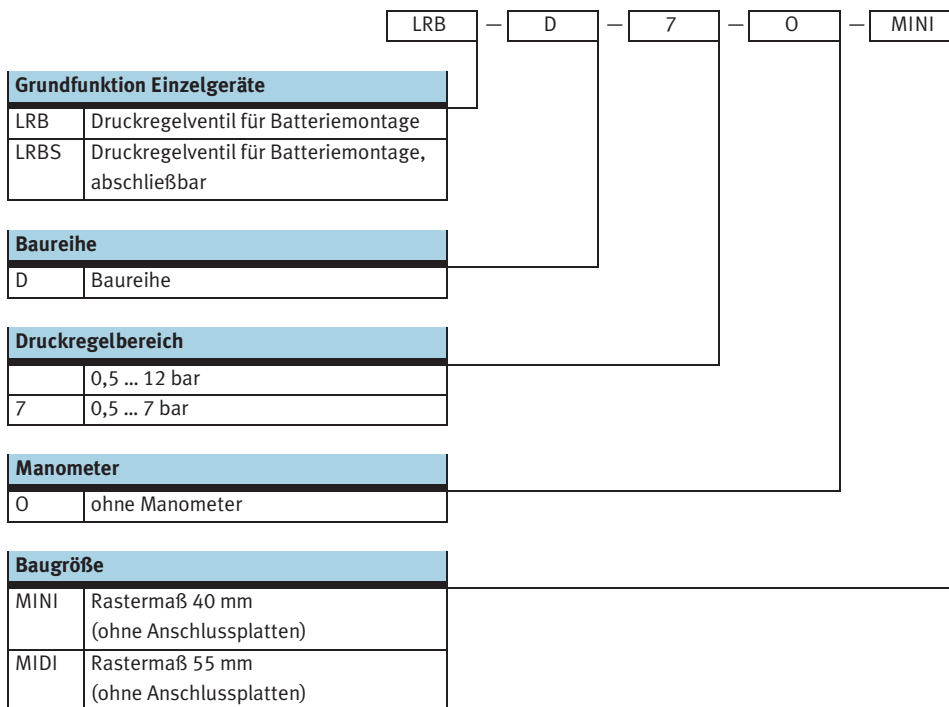 LRB — D — 7 — O — MINI
Grundfunktion Einzelgeräte
LRB Druckregelventil für Batteriemontage
LRBS Druckregelventil für Batteriemontage,
abschließbar
Baureihe
D Baureihe
Druckregelbereich
0,5 … 12 bar
7 0,5 … 7 bar
Manometer
O ohne Manometer
Baugröße
MINI Rastermaß 40 mm
(ohne Anschlussplatten)
MIDI Rastermaß 55 mm
(ohne Anschlussplatten)